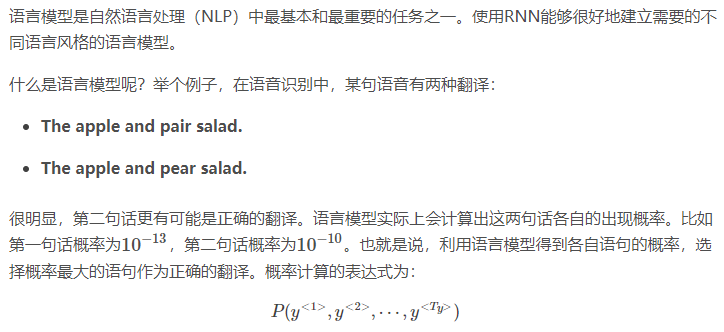 语言模型是自然语言处理（NLP）中最基本和最重要的任务之一。使用RNN能够很好地建立需要的不
同语言风格的语言模型。
什么是语言模型呢？举个例子，在语音识别中，某句语音有两种翻译：
• The apple and pair salad.
• The apple and pear salad.
很明显，第二句话更有可能是正确的翻译。语言模型实际上会计算出这两句话各自的出现概率。比如
第一句话概率为10^{-13}，第二句话概率为10^{-10}。也就是说，利用语言模型得到各自语句的概率，选
择概率最大的语句作为正确的翻译。概率计算的表达式为：
P(y^{<1>}, y^{<2>}, ⋯, y^{<Ty>})